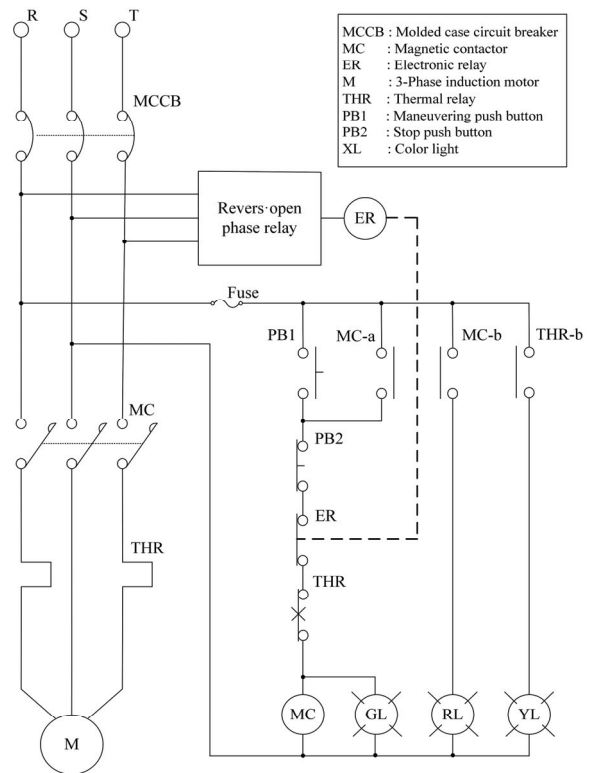 R S T
MCCB
MCCB : Molded case circuit breaker
MC : Magnetic contactor
ER : Electronic relay
M : 3-Phase induction motor
THR : Thermal relay
PB1 : Maneuvering push button
PB2 : Stop push button
XL : Color light
Revers·open
phase relay
ER
Fuse
PB1 MC-a MC-b THR-b
MC
PB2
ER
THR
THR
MC GL RL YL
M